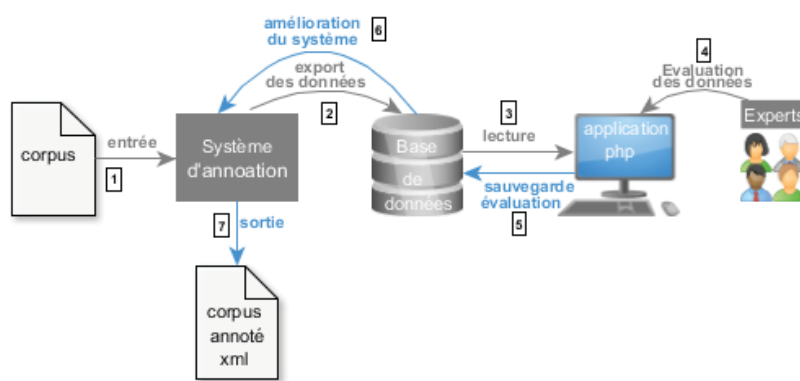 amélioration
du système
6
export
des données
2
4
Evaluation
des données
Experts
corpus
entrée
1
Système
d'annoation
Base
de
données
3
lecture
application
php
sauvegarde
évaluation
5
7
sortie
corpus
annoté
xml